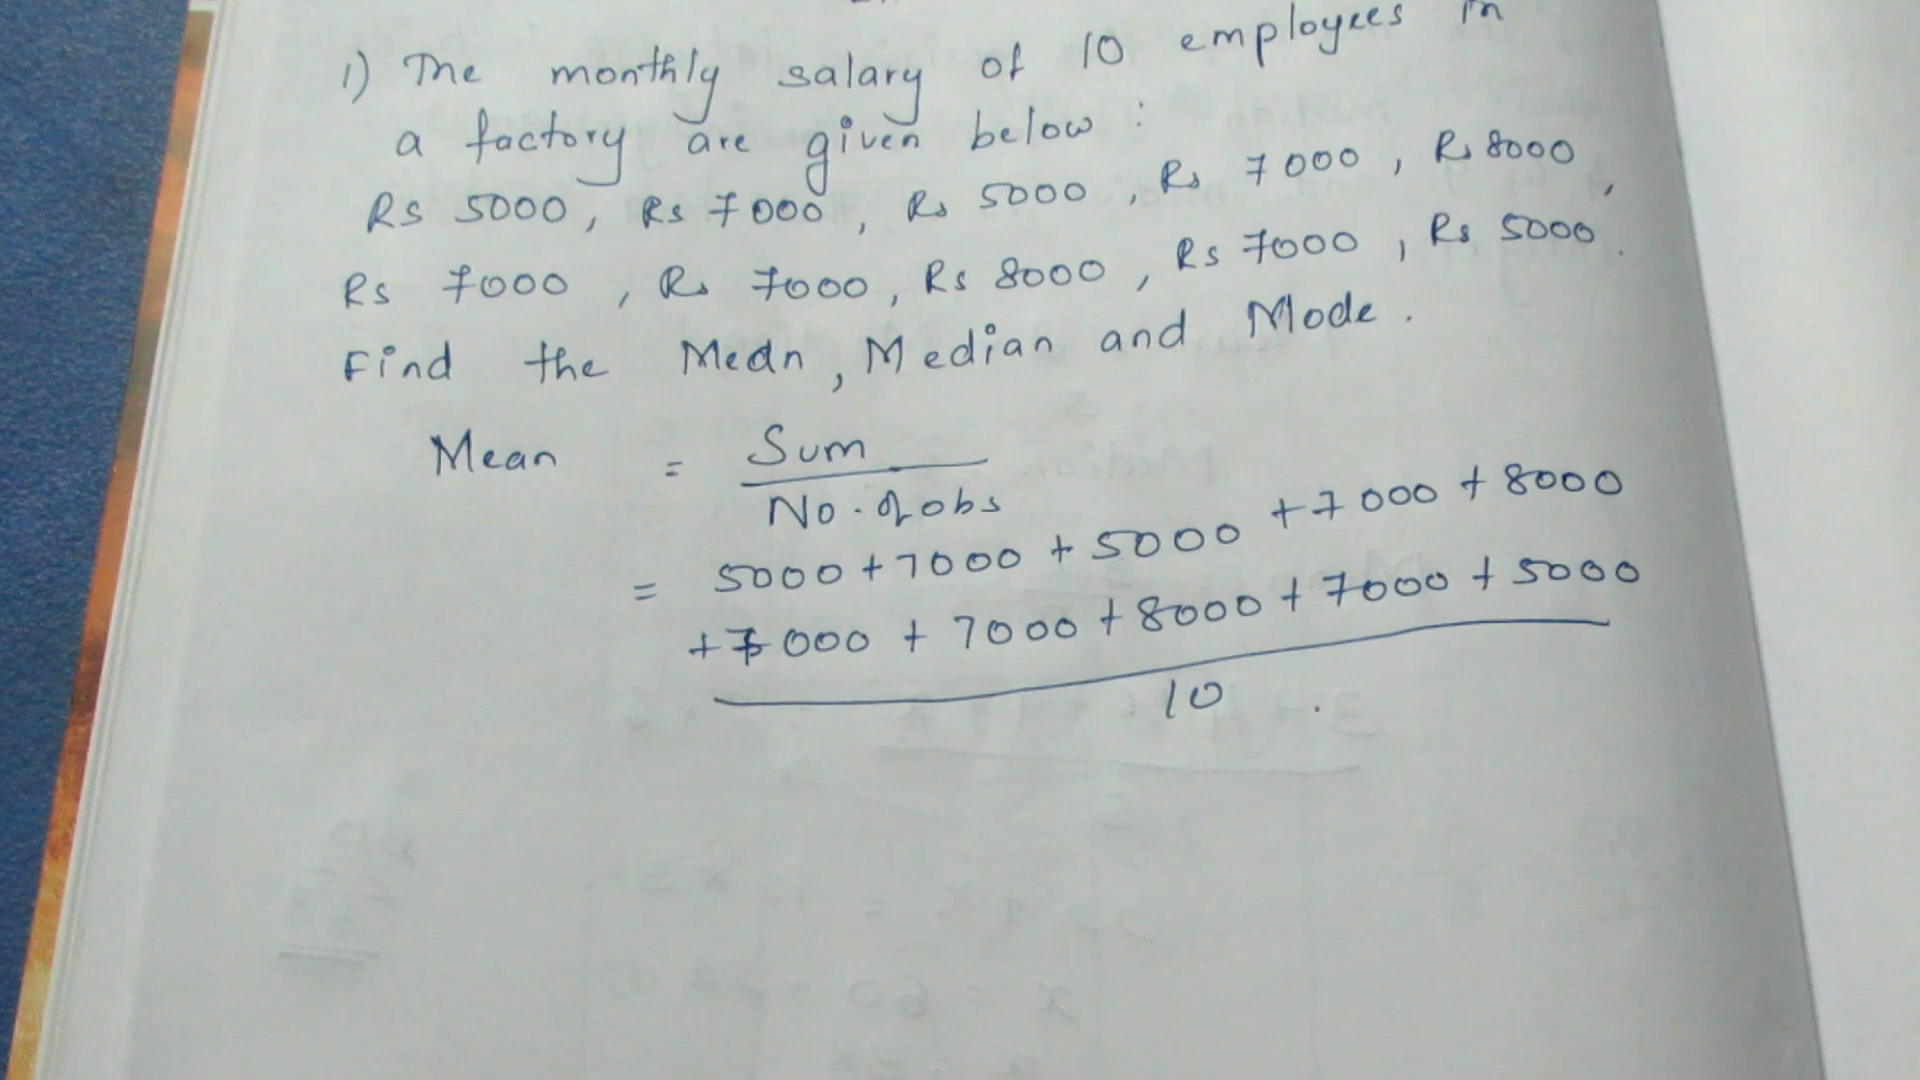 1) The monthly salary of 10 employees in
a factory are given below :
Rs 5000, Rs 7000, Rs 5000, Rs 7000, Rs 8000,
Rs 7000, Rs 7000, Rs 8000, Rs 7000, Rs 5000.
Find the Mean, Median and Mode.
Mean = Sum
No. of obs
= 5000+7000+5000+7000+8000
+7000+7000+8000+7000+5000
10.